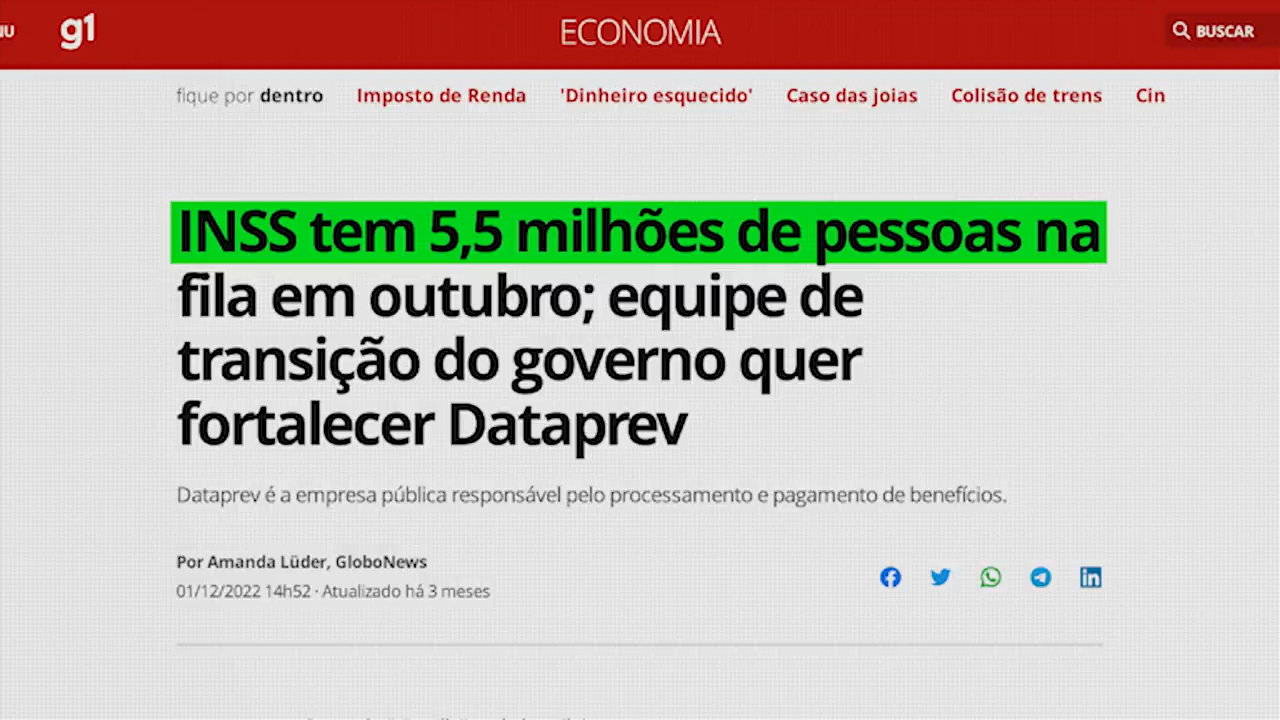 NU g1 ECONOMIA BUSCAR
fique por dentro Imposto de Renda 'Dinheiro esquecido' Caso das joias Colisão de trens Cin
INSS tem 5,5 milhões de pessoas na
fila em outubro; equipe de
transição do governo quer
fortalecer Dataprev
Dataprev é a empresa pública responsável pelo processamento e pagamento de benefícios.
Por Amanda Lüder, GloboNews
01/12/2022 14h52 · Atualizado há 3 meses